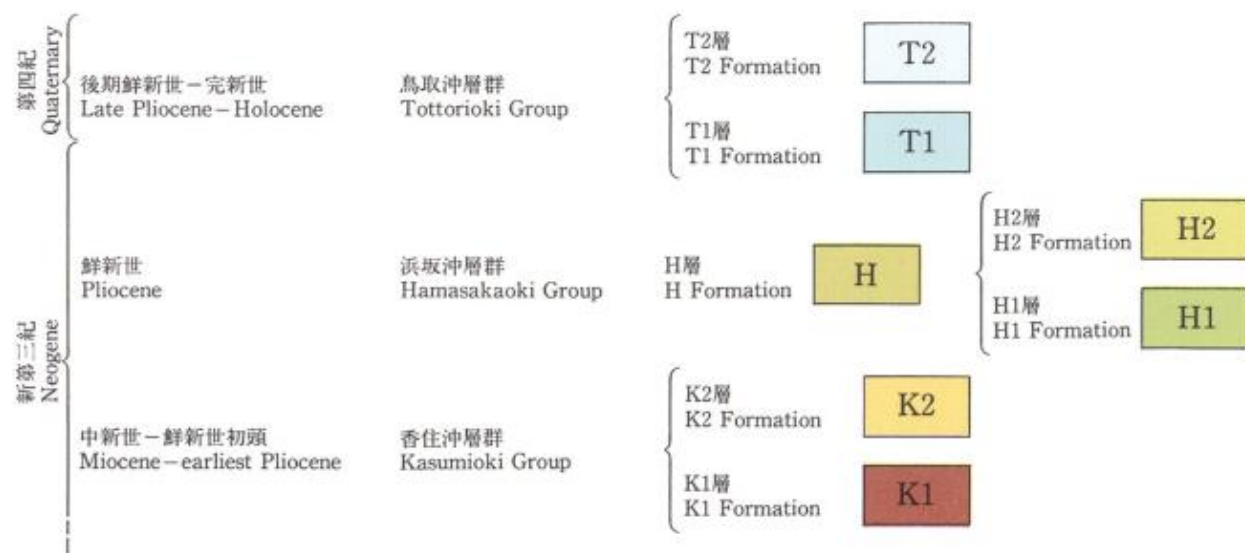 第四紀
Quaternary
後期鮮新世－完新世
Late Pliocene－Holocene
鳥取沖層群
Tottorioki Group
T2層
T2 Formation
T2
T1層
T1 Formation
T1
新第三紀
Neogene
鮮新世
Pliocene
浜坂沖層群
Hamasakaoki Group
H層
H Formation
H
H2層
H2 Formation
H2
H1層
H1 Formation
H1
中新世－鮮新世初頭
Miocene－earliest Pliocene
香住沖層群
Kasumioki Group
K2層
K2 Formation
K2
K1層
K1 Formation
K1